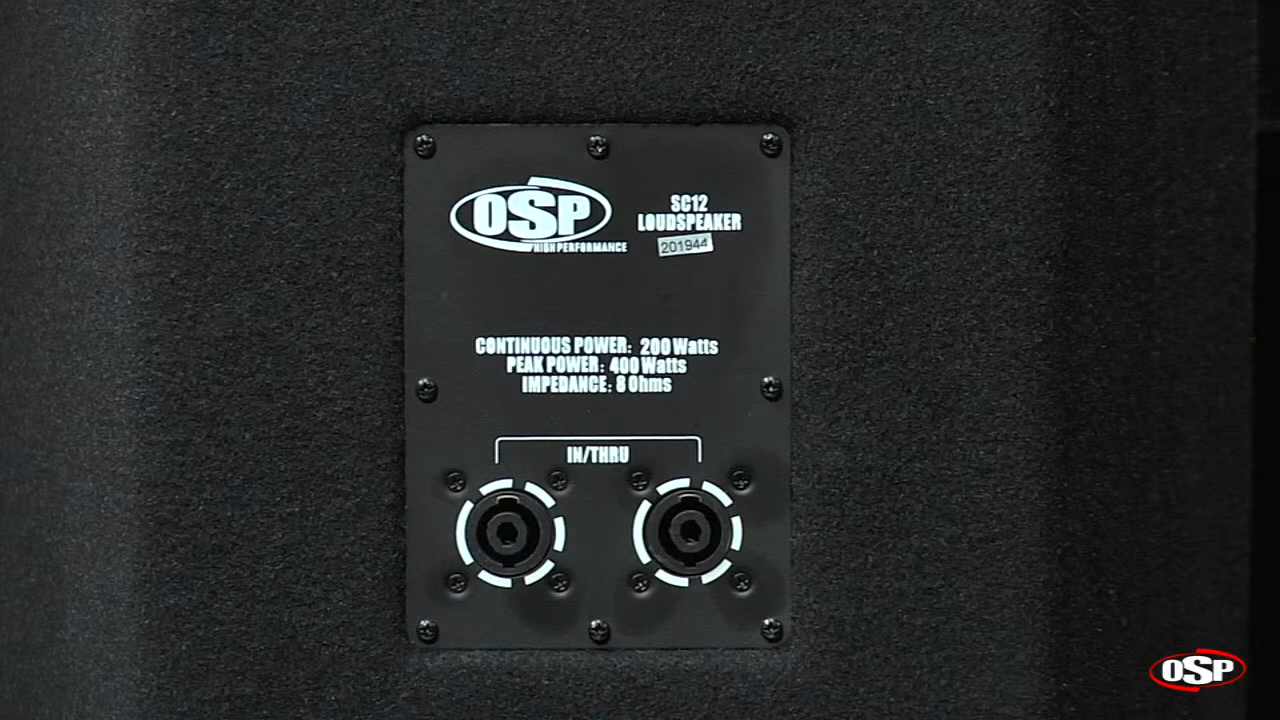 OSP
HIGH PERFORMANCE
SC12
LOUDSPEAKER
201944
CONTINUOUS POWER: 200 Watts
PEAK POWER: 400 Watts
IMPEDANCE: 8 Ohms
IN/THRU
OSP